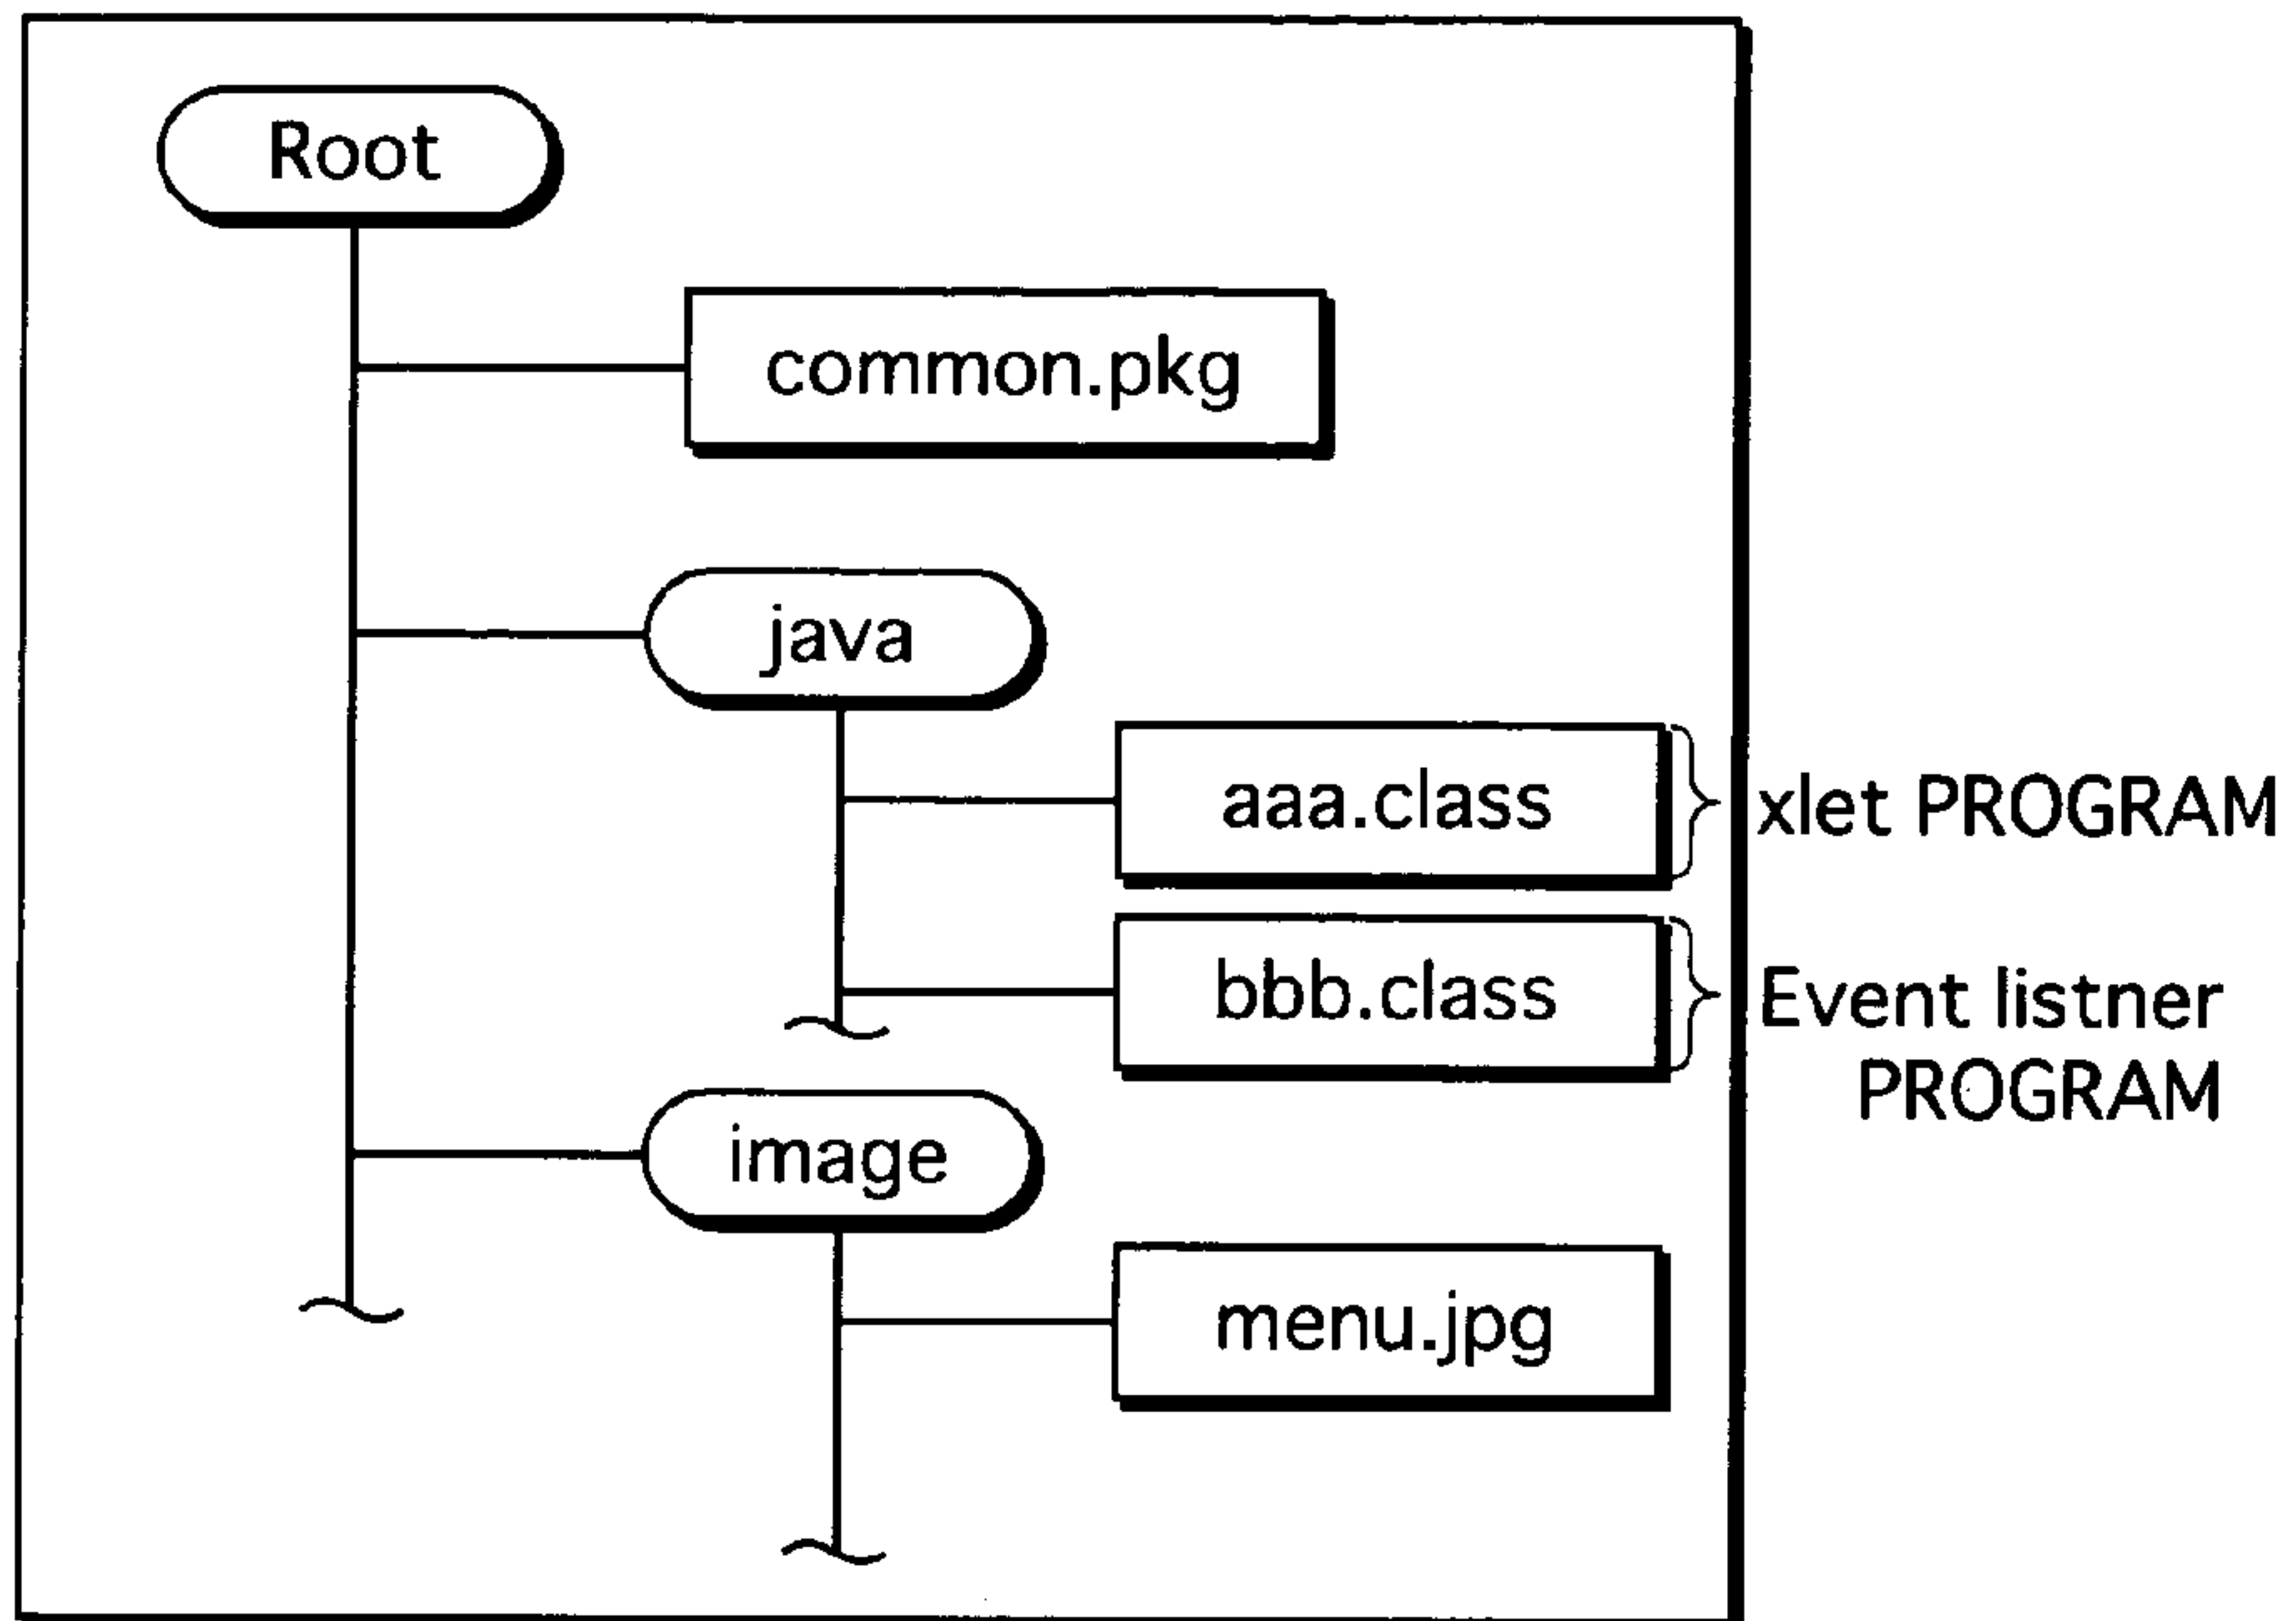 Root
common.pkg
java
aaa.class
xlet PROGRAM
bbb.class
Event listner
PROGRAM
image
menu.jpg